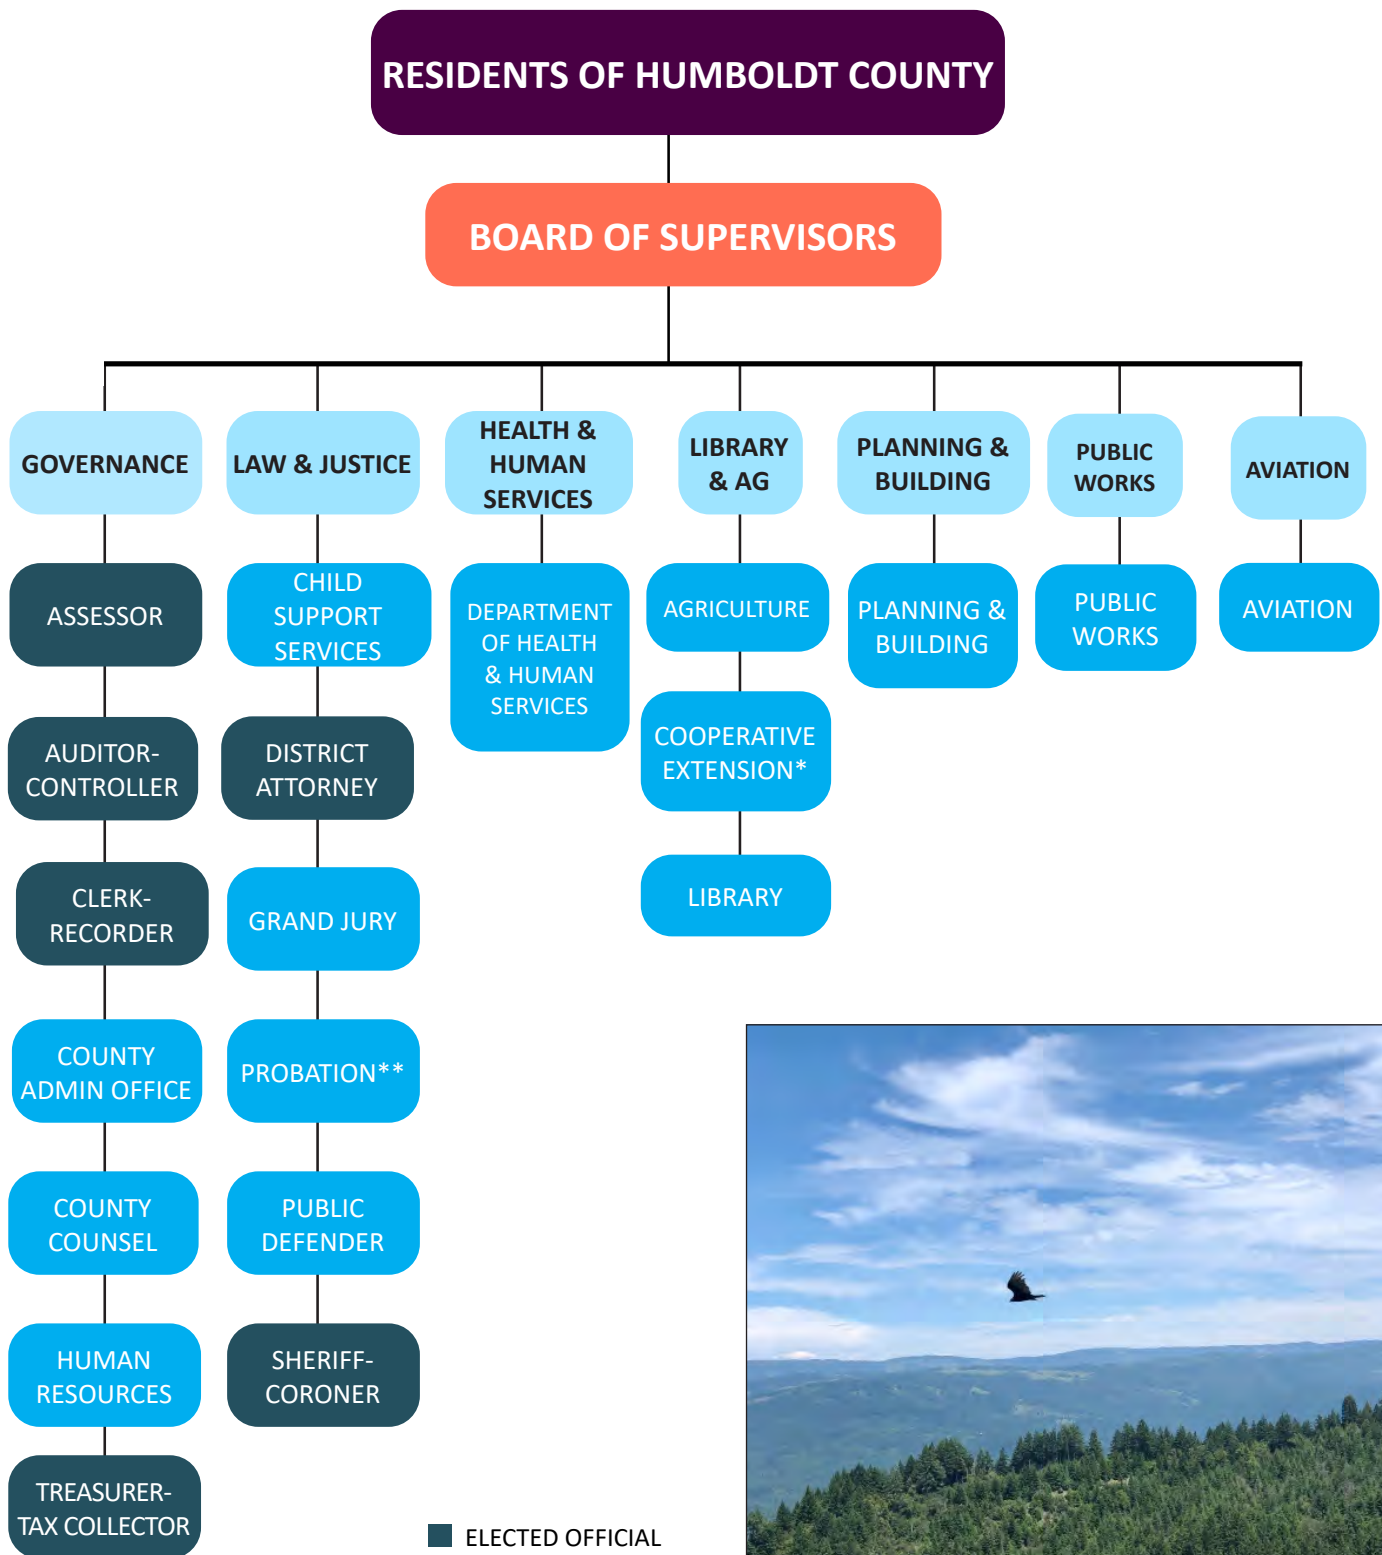 RESIDENTS OF HUMBOLDT COUNTY
BOARD OF SUPERVISORS
GOVERNANCE
ASSESSOR
AUDITOR-
CONTROLLER
CLERK-
RECORDER
COUNTY
ADMIN OFFICE
COUNTY
COUNSEL
HUMAN
RESOURCES
TREASURER-
TAX COLLECTOR
LAW & JUSTICE
CHILD
SUPPORT
SERVICES
DISTRICT
ATTORNEY
GRAND JURY
PROBATION**
PUBLIC
DEFENDER
SHERIFF-
CORONER
HEALTH &
HUMAN
SERVICES
DEPARTMENT
OF HEALTH
& HUMAN
SERVICES
LIBRARY
& AG
AGRICULTURE
COOPERATIVE
EXTENSION*
LIBRARY
PLANNING &
BUILDING
PLANNING &
BUILDING
PUBLIC
WORKS
PUBLIC
WORKS
AVIATION
AVIATION
ELECTED OFFICIAL